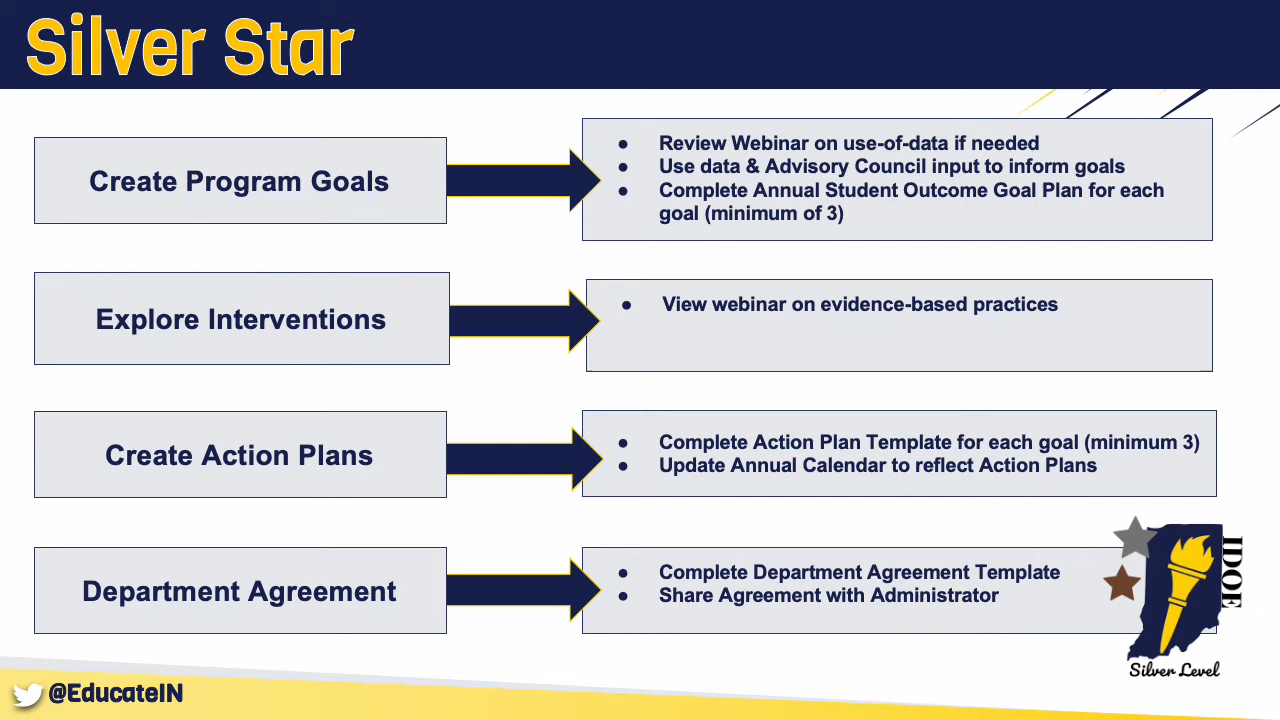 Silver Star
Create Program Goals
● Review Webinar on use-of-data if needed
● Use data & Advisory Council input to inform goals
● Complete Annual Student Outcome Goal Plan for each
goal (minimum of 3)
Explore Interventions
● View webinar on evidence-based practices
Create Action Plans
● Complete Action Plan Template for each goal (minimum 3)
● Update Annual Calendar to reflect Action Plans
Department Agreement
● Complete Department Agreement Template
● Share Agreement with Administrator
IDOE
Silver Level
@EducateIN